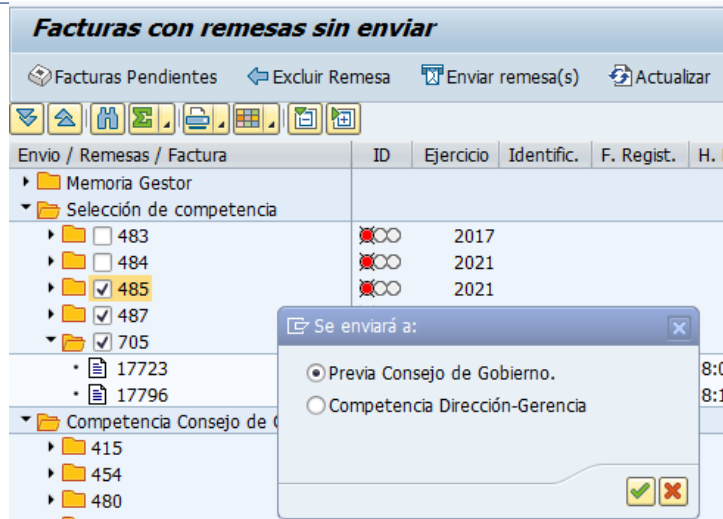 Facturas con remesas sin enviar
Facturas Pendientes Excluir Remesa Enviar remesa(s) Actualizar
Envio / Remesas / Factura ID Ejercicio Identific. F. Regist. H.
Memoria Gestor
Selección de competencia
483 2017
484 2021
485 2021
487
705
17723
17796
Competencia Consejo de
415
454
480
Se enviará a:
Previa Consejo de Gobierno.
Competencia Dirección-Gerencia